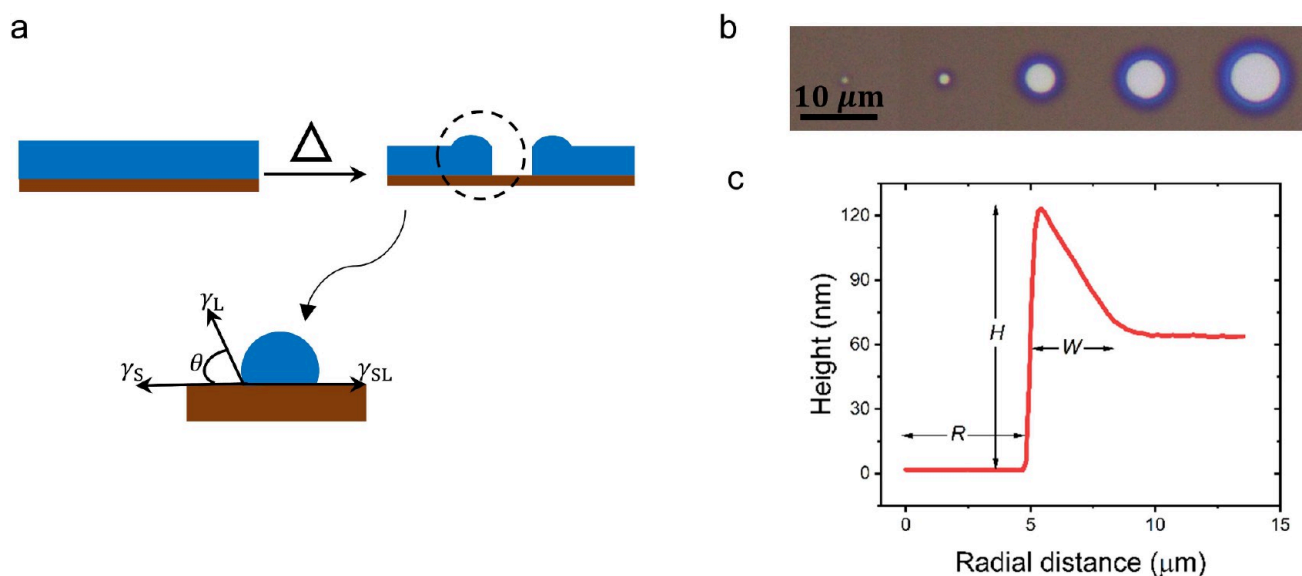 a
Δ
γL
θ
γS
γSL
b
10 μm
c
Height (nm)
120
90
60
30
0
H
W
R
0
5
10
15
Radial distance (μm)